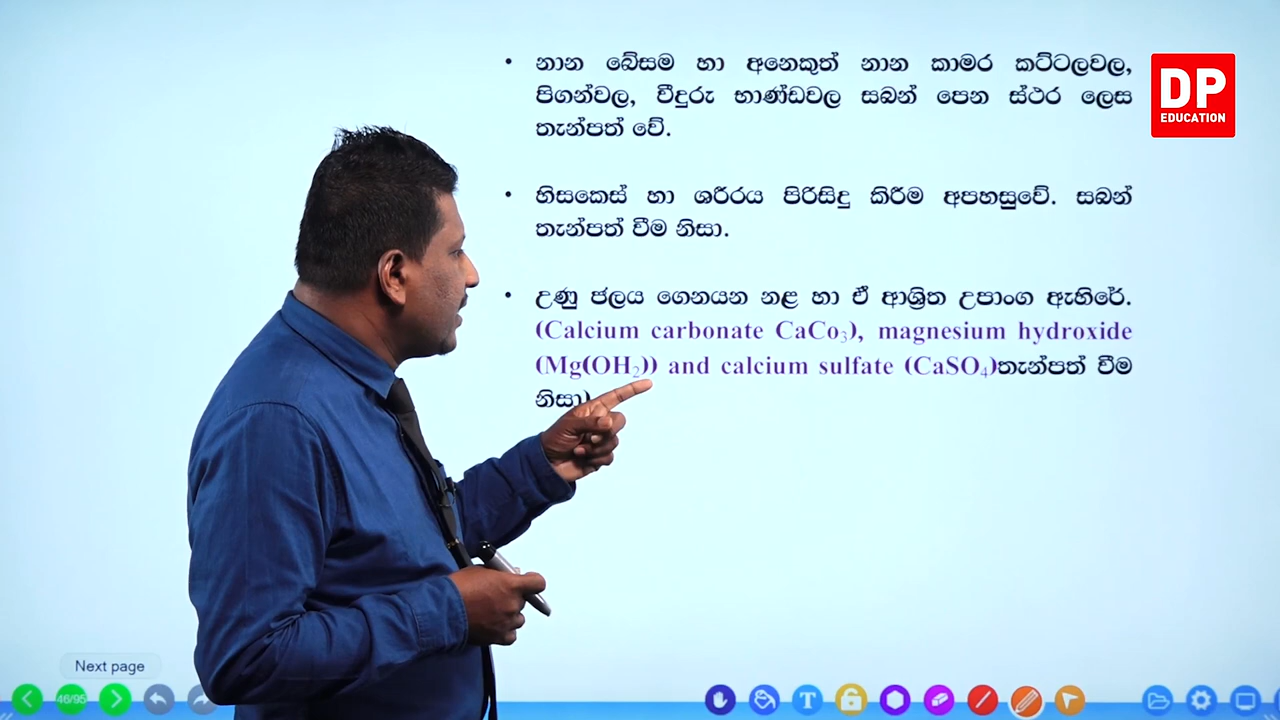 • නාන බේසම හා අනෙකුත් නාන කාමර කට්ටලවල,
පිගන්වල, වීදුරු භාණ්ඩවල සබන් පෙන ස්ථර ලෙස
තැන්පත් වේ.
• හිසකෙස් හා ශරීරය පිරිසිදු කිරීම අපහසුවේ. සබන්
තැන්පත් වීම නිසා.
• උණු ජලය ගෙනයන නළ හා ඒ ආශ්‍රිත උපාංග ඇහිරේ.
(Calcium carbonate CaCo₃), magnesium hydroxide
(Mg(OH₂)) and calcium sulfate (CaSO₄)තැන්පත් වීම
නිසා)
DP
EDUCATION
Next page
46/95
T